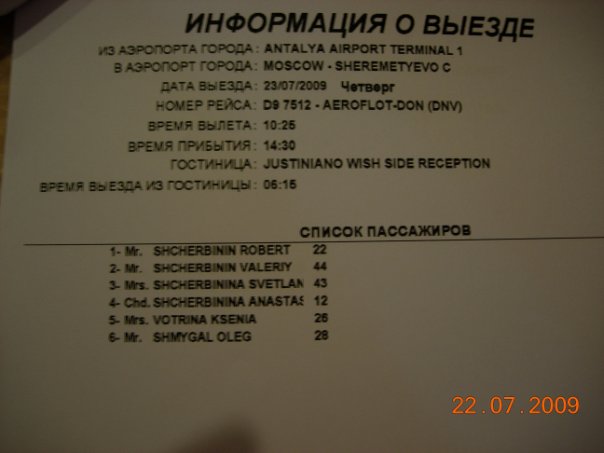 ИНФОРМАЦИЯ О ВЫЕЗДЕ
ИЗ АЭРОПОРТА ГОРОДА: ANTALYA AIRPORT TERMINAL 1
В АЭРОПОРТ ГОРОДА: MOSCOW - SHEREMETYEVO C
ДАТА ВЫЕЗДА: 23/07/2009 Четверг
НОМЕР РЕЙСА: D9 7512 - AEROFLOT-DON (DNV)
ВРЕМЯ ВЫЛЕТА: 10:25
ВРЕМЯ ПРИБЫТИЯ: 14:30
ГОСТИНИЦА: JUSTINIANO WISH SIDE RECEPTION
ВРЕМЯ ВЫЕЗДА ИЗ ГОСТИНИЦЫ: 06:15
СПИСОК ПАССАЖИРОВ
1- Mr. SHCHERBININ ROBERT 22
2- Mr. SHCHERBININ VALERIY 44
3- Mrs. SHCHERBININA SVETLAN 43
4- Chd. SHCHERBININA ANASTAS 12
5- Mrs. VOTRINA KSENIA 26
6- Mr. SHMYGAL OLEG 28
22.07.2009